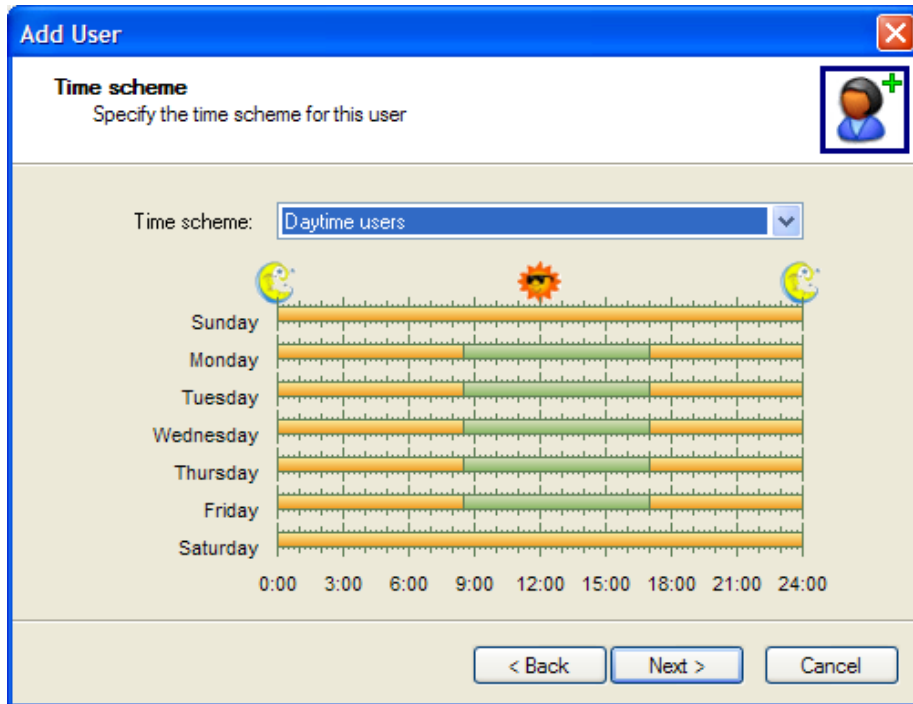 Add User
Time scheme
Specify the time scheme for this user
Time scheme: Daytime users
Sunday
Monday
Tuesday
Wednesday
Thursday
Friday
Saturday
0:00 3:00 6:00 9:00 12:00 15:00 18:00 21:00 24:00
< Back Next > Cancel